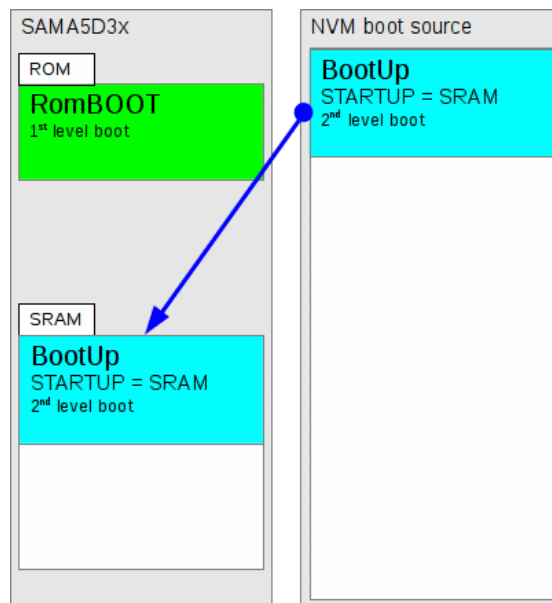 SAMA5D3x
ROM
RomBOOT
1st level boot
SRAM
BootUp
STARTUP = SRAM
2nd level boot
NVM boot source
BootUp
STARTUP = SRAM
2nd level boot